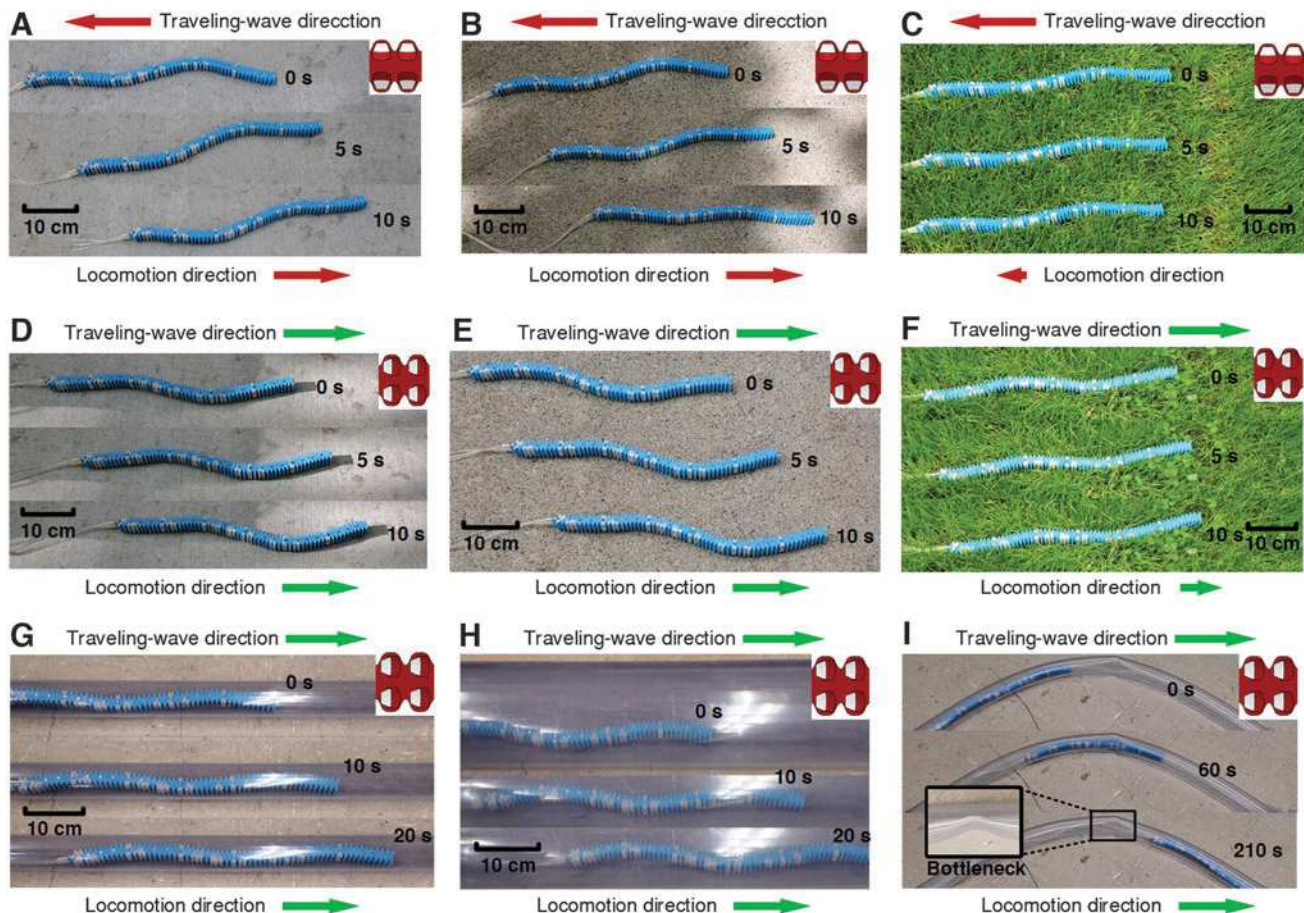 A
Traveling-wave direcction
0 s
5 s
10 cm
10 s
Locomotion direction
B
Traveling-wave direcction
0 s
5 s
10 cm
10 s
Locomotion direction
C
Traveling-wave direcction
0 s
5 s
10 s
10 cm
Locomotion direction
D
Traveling-wave direction
0 s
5 s
10 cm
10 s
Locomotion direction
E
Traveling-wave direction
0 s
5 s
10 cm
10 s
Locomotion direction
F
Traveling-wave direction
0 s
5 s
10 s
10 cm
Locomotion direction
G
Traveling-wave direction
0 s
10 s
10 cm
20 s
Locomotion direction
H
Traveling-wave direction
0 s
10 s
20 s
10 cm
Locomotion direction
I
Traveling-wave direction
0 s
60 s
210 s
Bottleneck
Locomotion direction